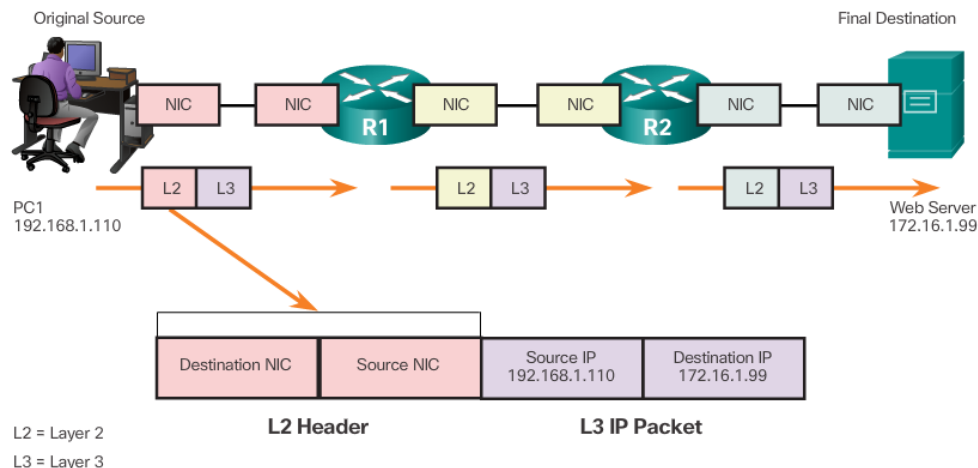 Original Source
Final Destination
NIC
NIC
R1
NIC
NIC
R2
NIC
NIC
L2
L3
L2
L3
L2
L3
PC1
192.168.1.110
Web Server
172.16.1.99
Destination NIC
Source NIC
Source IP
192.168.1.110
Destination IP
172.16.1.99
L2 Header
L3 IP Packet
L2 = Layer 2
L3 = Layer 3